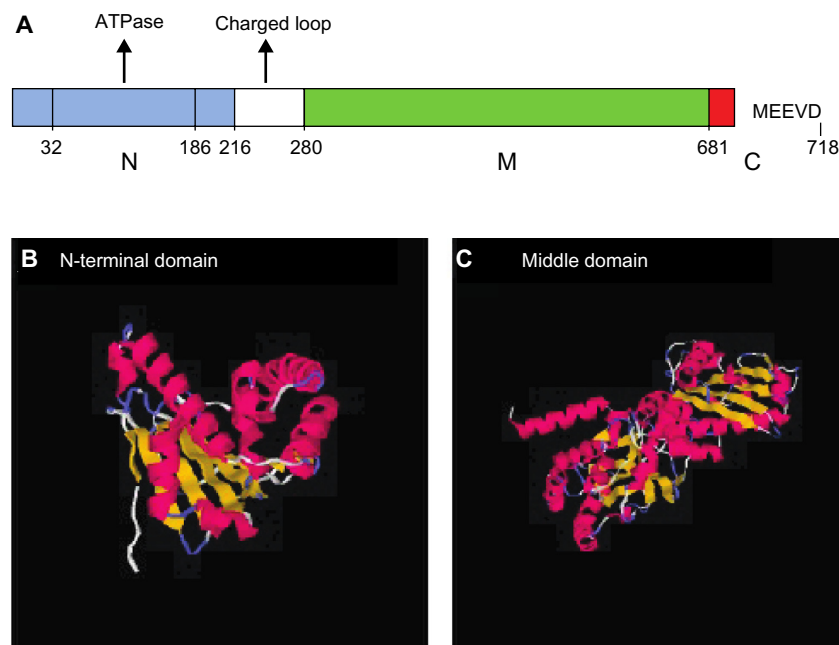 A
ATPase
Charged loop
MEEVD
32
186
216
280
681
718
N
M
C
B N-terminal domain
C Middle domain